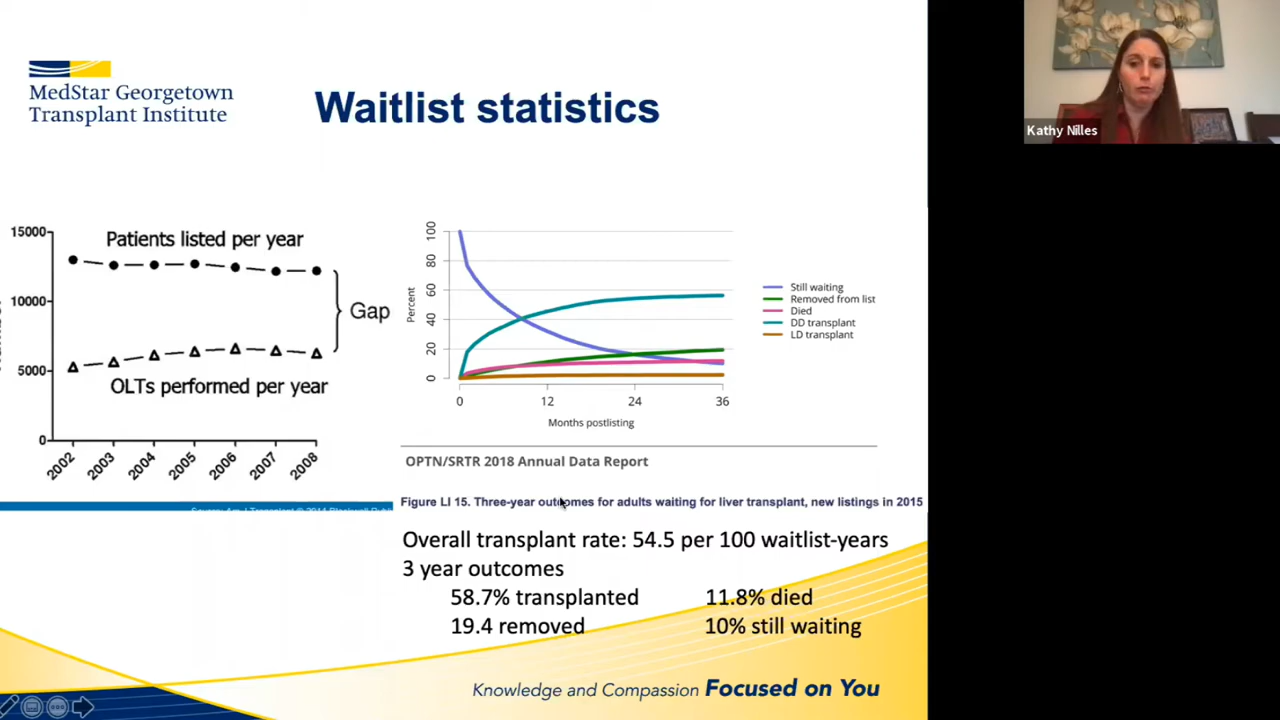 MedStar Georgetown
Transplant Institute
Waitlist statistics
Kathy Nilles
15000
10000
5000
0
Patients listed per year
Gap
OLTs performed per year
2002
2003
2004
2005
2006
2007
2008
Percent
100
80
60
40
20
0
0
12
24
36
Months postlisting
Still waiting
Removed from list
Died
DD transplant
LD transplant
OPTN/SRTR 2018 Annual Data Report
Figure LI 15. Three-year outcomes for adults waiting for liver transplant, new listings in 2015
Overall transplant rate: 54.5 per 100 waitlist-years
3 year outcomes
58.7% transplanted 11.8% died
19.4 removed 10% still waiting
Knowledge and Compassion Focused on You